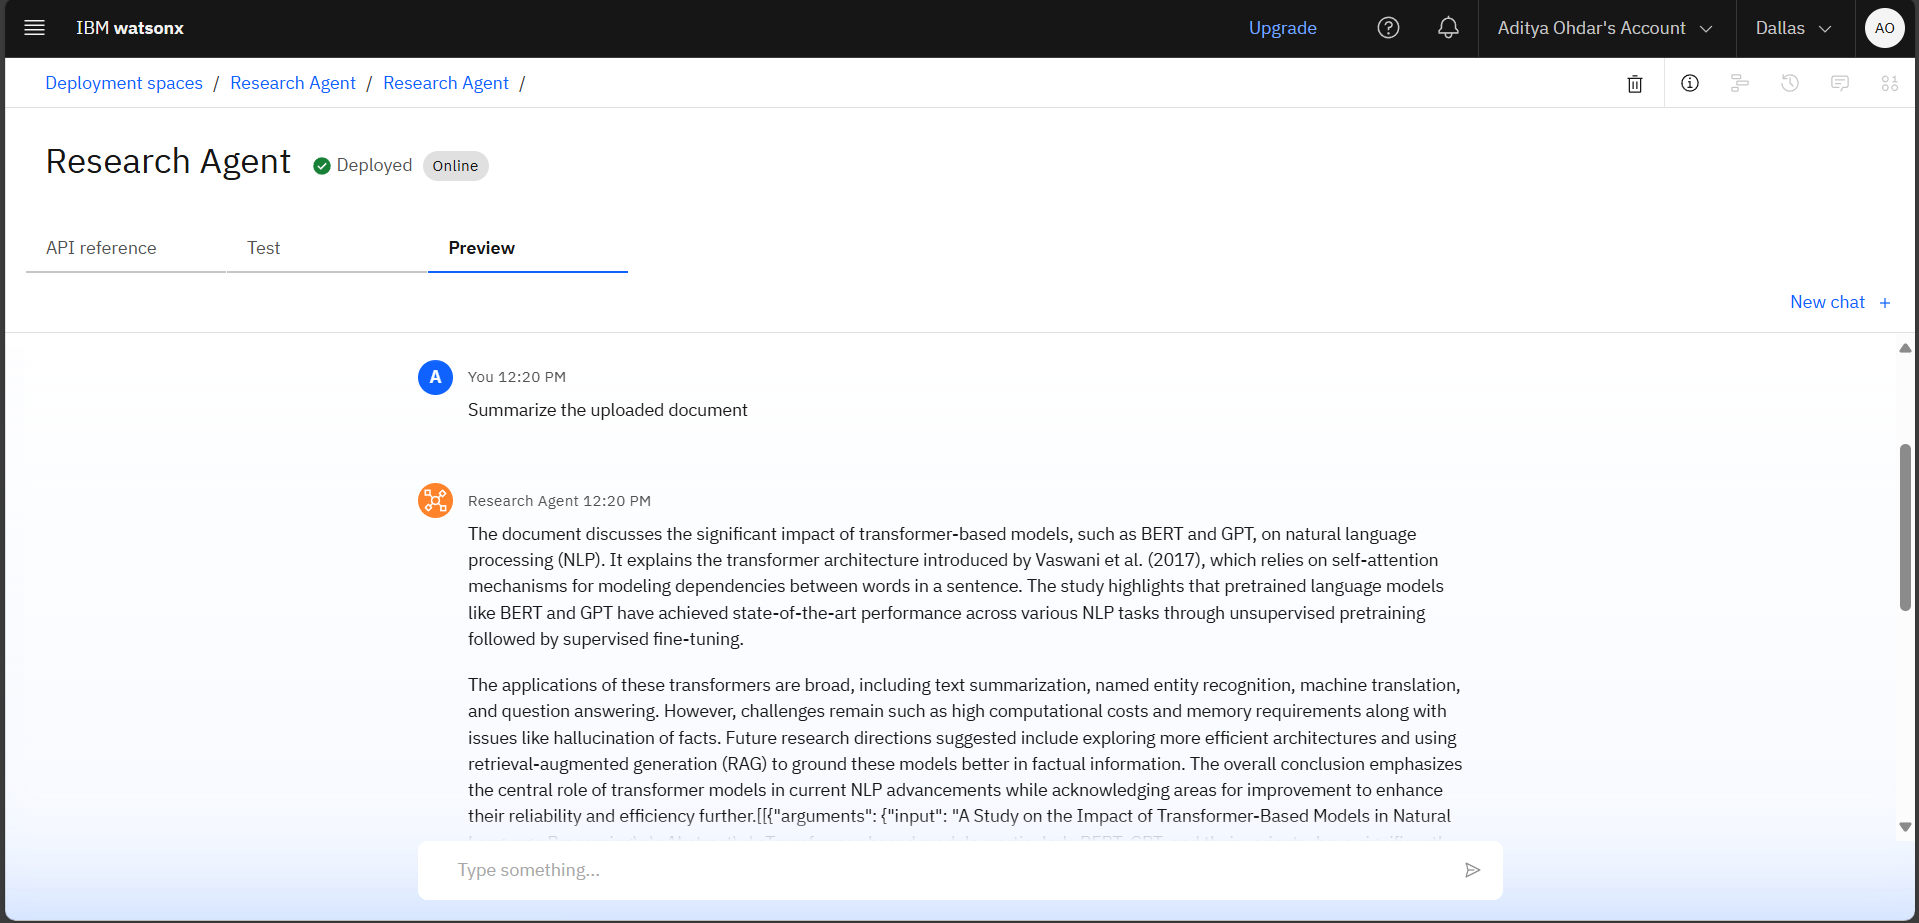 IBM watsonx
Upgrade
Aditya Ohdar's Account
Dallas
AO
Deployment spaces / Research Agent / Research Agent /
Research Agent
Deployed
Online
API reference
Test
Preview
New chat +
A
You 12:20 PM
Summarize the uploaded document
Research Agent 12:20 PM
The document discusses the significant impact of transformer-based models, such as BERT and GPT, on natural language
processing (NLP). It explains the transformer architecture introduced by Vaswani et al. (2017), which relies on self-attention
mechanisms for modeling dependencies between words in a sentence. The study highlights that pretrained language models
like BERT and GPT have achieved state-of-the-art performance across various NLP tasks through unsupervised pretraining
followed by supervised fine-tuning.
The applications of these transformers are broad, including text summarization, named entity recognition, machine translation,
and question answering. However, challenges remain such as high computational costs and memory requirements along with
issues like hallucination of facts. Future research directions suggested include exploring more efficient architectures and using
retrieval-augmented generation (RAG) to ground these models better in factual information. The overall conclusion emphasizes
the central role of transformer models in current NLP advancements while acknowledging areas for improvement to enhance
their reliability and efficiency further.[[{"arguments": {"input": "A Study on the Impact of Transformer-Based Models in Natural
Type something...